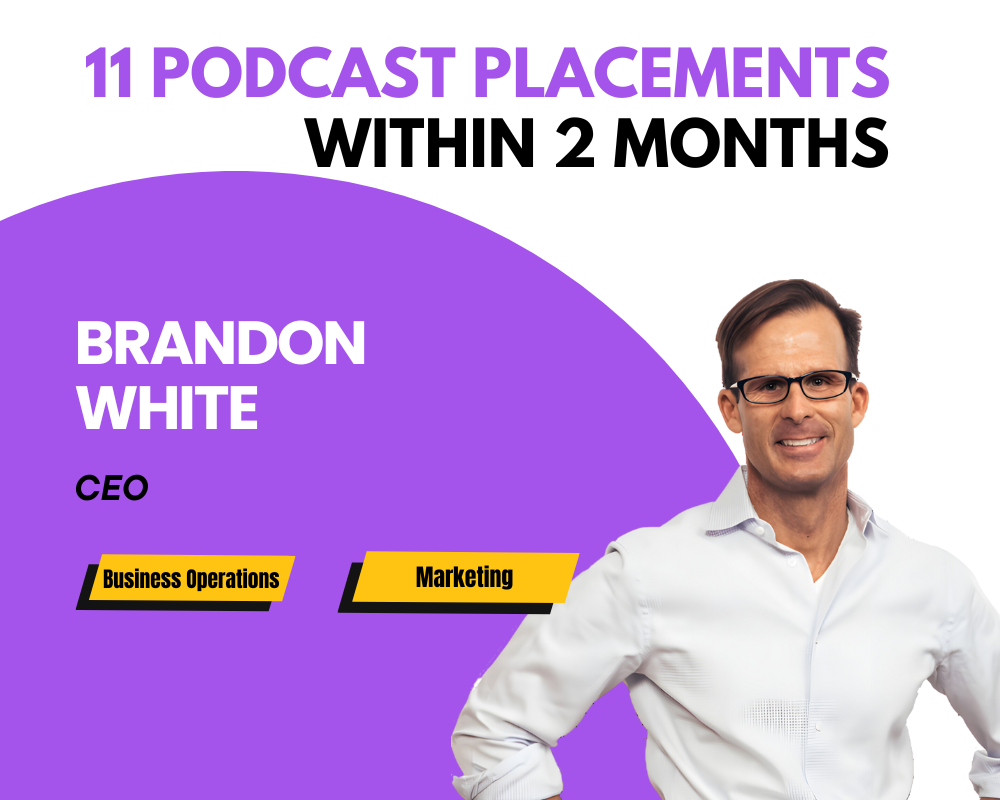 11 PODCAST PLACEMENTS
WITHIN 2 MONTHS
BRANDON
WHITE
CEO
Business Operations
Marketing